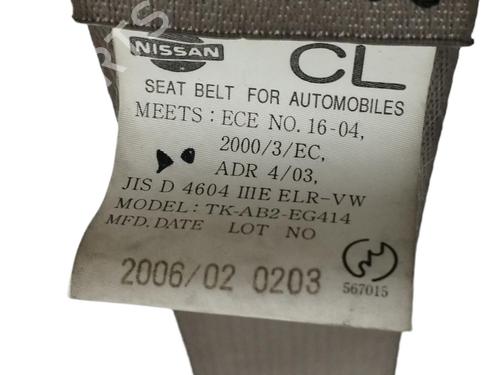 NISSAN
CL
SEAT BELT FOR AUTOMOBILES
MEETS : ECE NO. 16-04,
2000/3/EC,
ADR 4/03,
JIS D 4604 IIIE ELR-VW
MODEL: TK-AB2-EG414
MFD. DATE LOT NO
2006/02 0203
567015